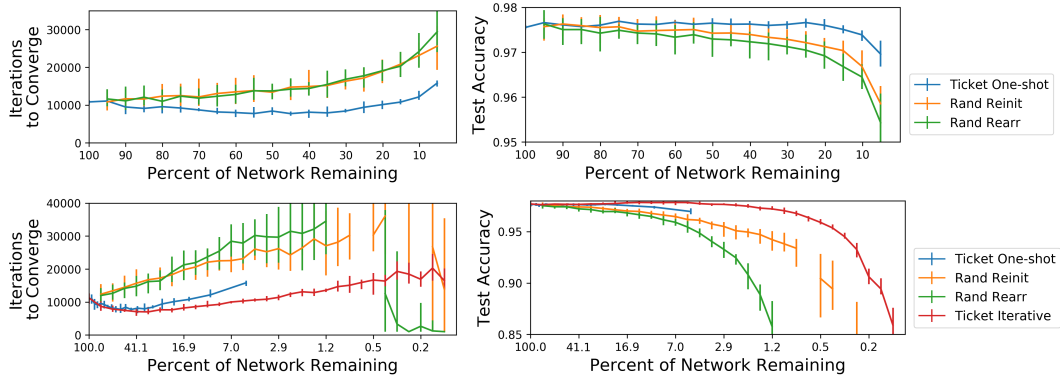 30000
20000
10000
0
Iterations
to Converge
100 90 80 70 60 50 40 30 20 10
Percent of Network Remaining
0.98
0.97
0.96
0.95
Test Accuracy
100 90 80 70 60 50 40 30 20 10
Percent of Network Remaining
Ticket One-shot
Rand Reinit
Rand Rearr
40000
30000
20000
10000
0
Iterations
to Converge
100.0 41.1 16.9 7.0 2.9 1.2 0.5 0.2
Percent of Network Remaining
0.95
0.90
0.85
Test Accuracy
100.0 41.1 16.9 7.0 2.9 1.2 0.5 0.2
Percent of Network Remaining
Ticket One-shot
Rand Reinit
Rand Rearr
Ticket Iterative